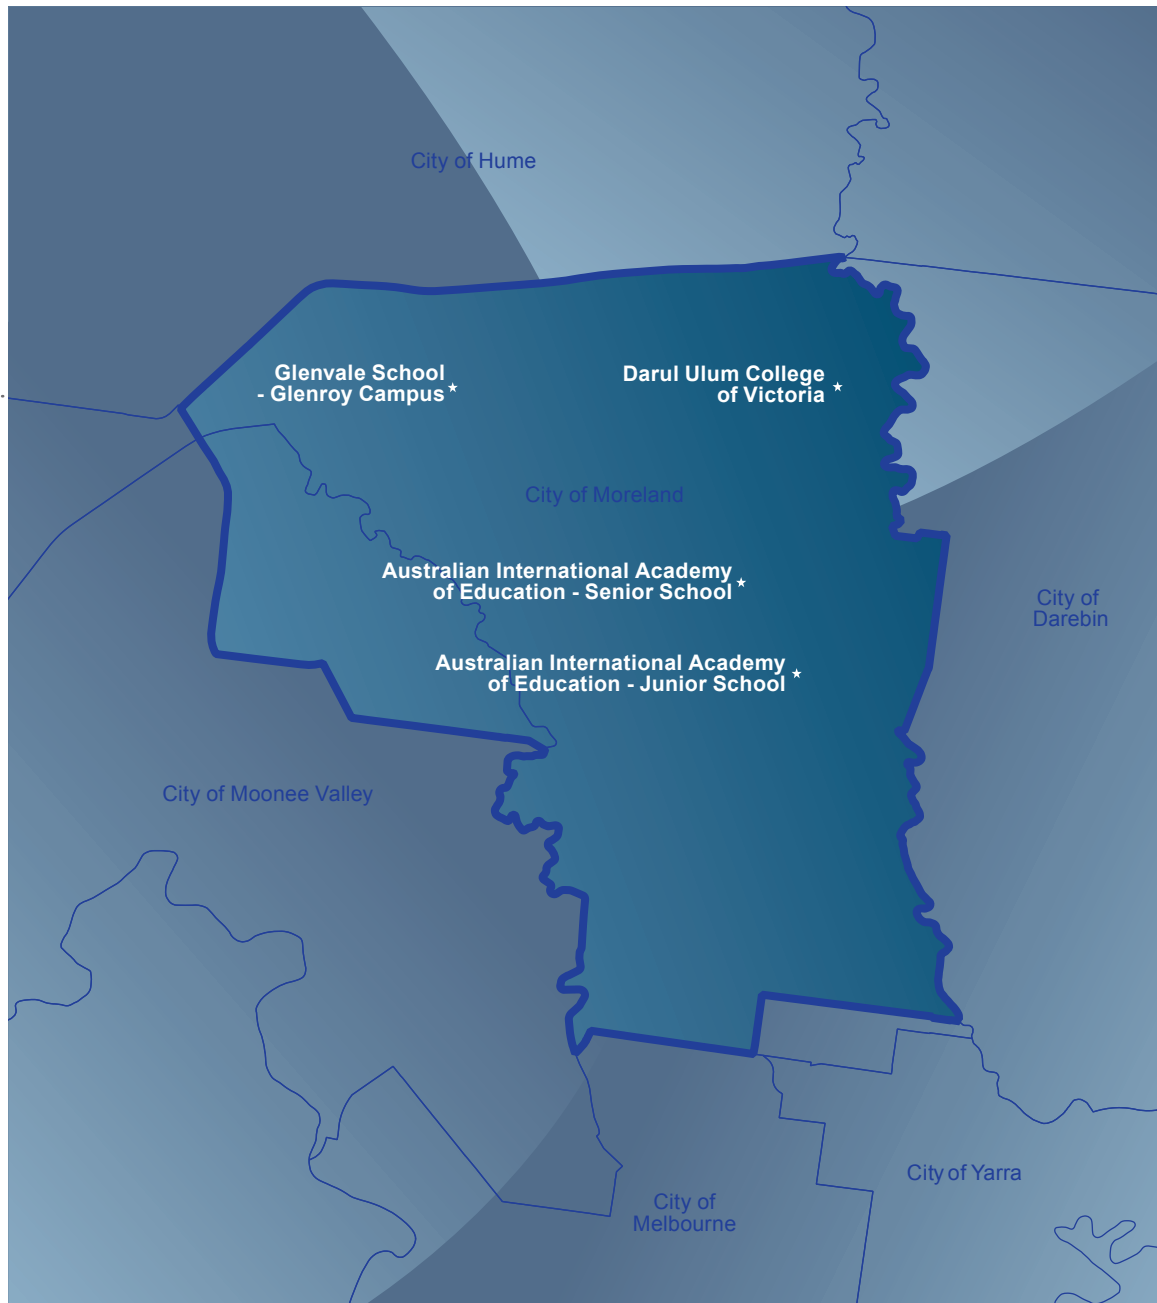 City of Hume
Glenvale School
- Glenroy Campus
Darul Ulum College
of Victoria
City of Moreland
Australian International Academy
of Education - Senior School
City of
Darebin
Australian International Academy
of Education - Junior School
City of Moonee Valley
City of Yarra
City of
Melbourne